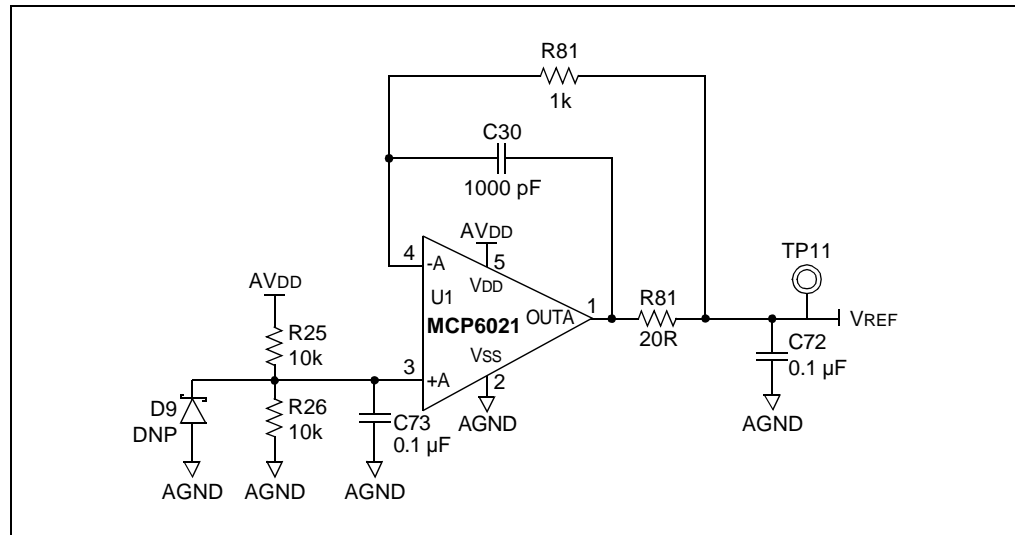 R81
1k
C30
1000 pF
AVDD
4
-A
5
VDD
TP11
AVDD
U1
MCP6021
OUTA
1
R81
20R
VREF
R25
10k
VSS
C72
0.1 µF
3
+A
2
D9
DNP
R26
10k
C73
0.1 µF
AGND
AGND
AGND
AGND
AGND